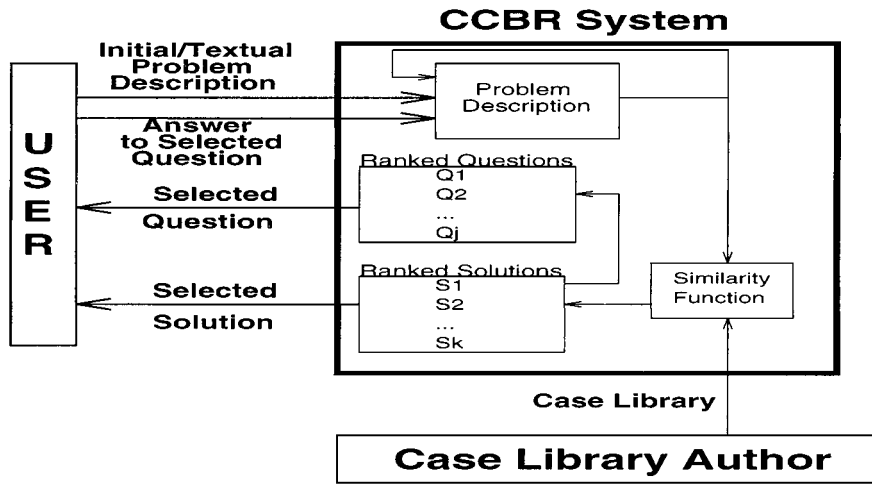 CCBR System
Initial/Textual
Problem
Description
Problem
Description
Answer
to Selected
Question
USER
Ranked Questions
Q1
Q2
...
Qj
Selected
Question
Ranked Solutions
S1
S2
...
Sk
Selected
Solution
Similarity
Function
Case Library
Case Library Author